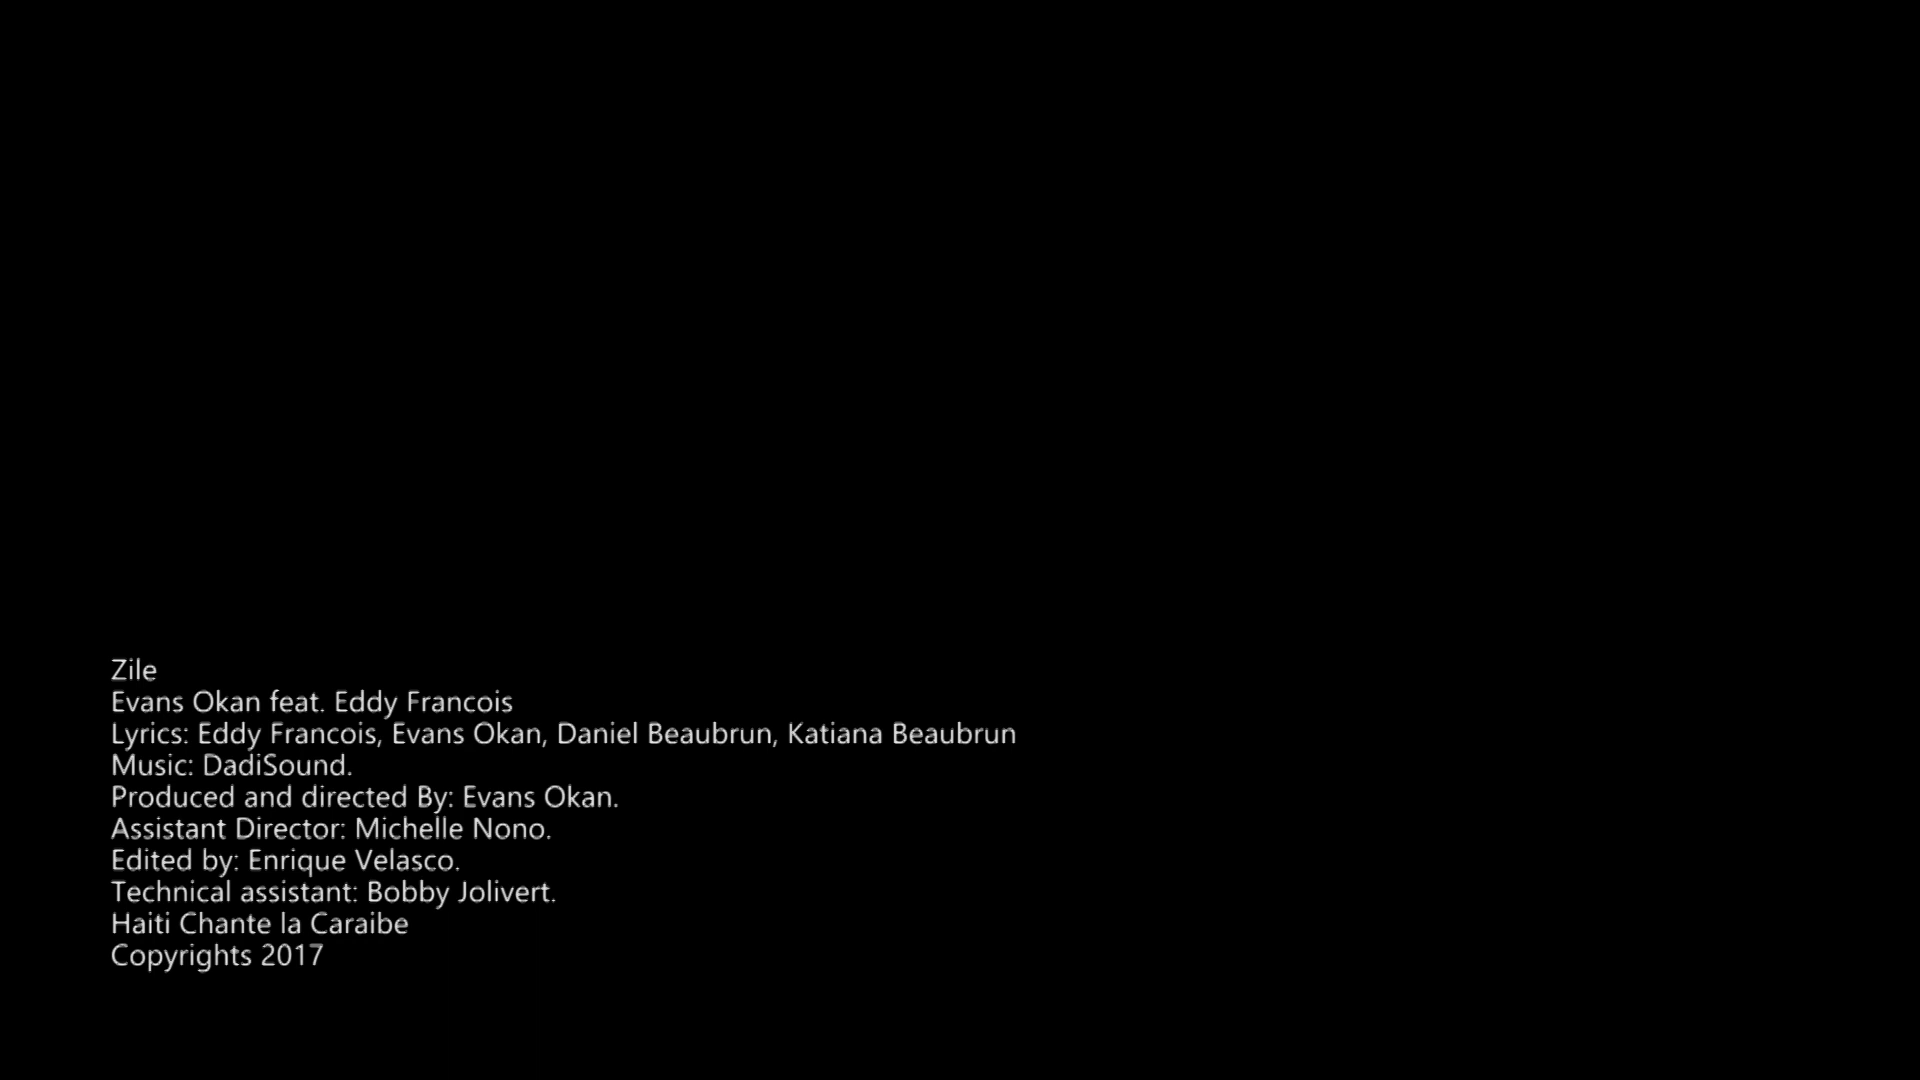 Zile
Evans Okan feat. Eddy Francois
Lyrics: Eddy Francois, Evans Okan, Daniel Beaubrun, Katiana Beaubrun
Music: DadiSound.
Produced and directed By: Evans Okan.
Assistant Director: Michelle Nono.
Edited by: Enrique Velasco.
Technical assistant: Bobby Jolivert.
Haiti Chante la Caraibe
Copyrights 2017